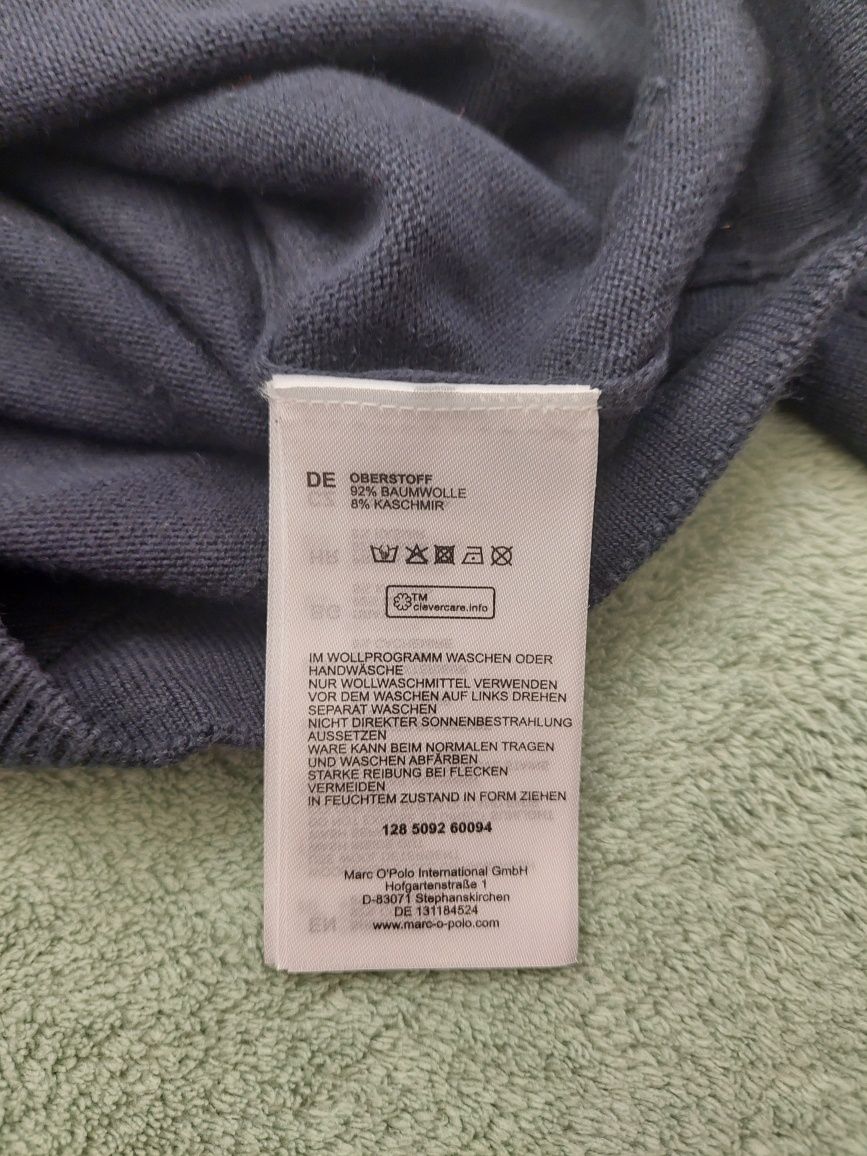 DE OBERSTOFF
92% BAUMWOLLE
8% KASCHMIR
TM
clevercare.info
IM WOLLPROGRAMM WASCHEN ODER
HANDWÄSCHE
NUR WOLLWASCHMITTEL VERWENDEN
VOR DEM WASCHEN AUF LINKS DREHEN
SEPARAT WASCHEN
NICHT DIREKTER SONNENBESTRAHLUNG
AUSSETZEN
WARE KANN BEIM NORMALEN TRAGEN
UND WASCHEN ABFÄRBEN
STARKE REIBUNG BEI FLECKEN
VERMEIDEN
IN FEUCHTEM ZUSTAND IN FORM ZIEHEN
128 5092 60094
Marc O'Polo International GmbH
Hofgartenstraße 1
D-83071 Stephanskirchen
DE 131184524
www.marc-o-polo.com